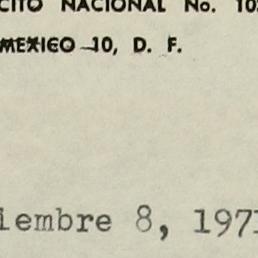 CITO NACIONAL No. 10
MEXICO 10, D. F.
iembre 8, 197